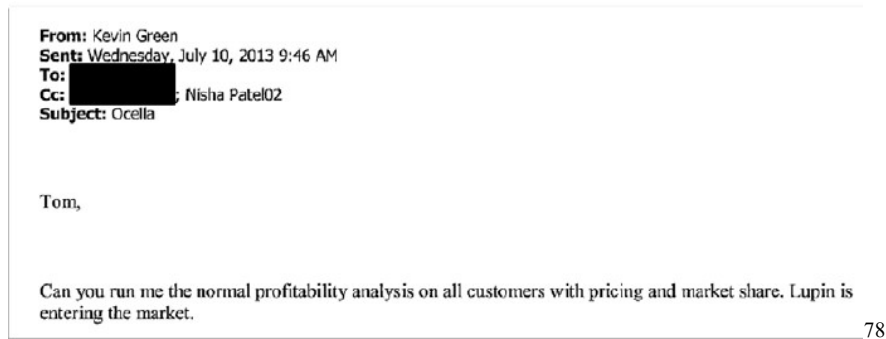 From: Kevin Green
Sent: Wednesday, July 10, 2013 9:46 AM
To:
Cc: ; Nisha Patel02
Subject: Ocella
Tom,
Can you run me the normal profitability analysis on all customers with pricing and market share. Lupin is
entering the market.
78